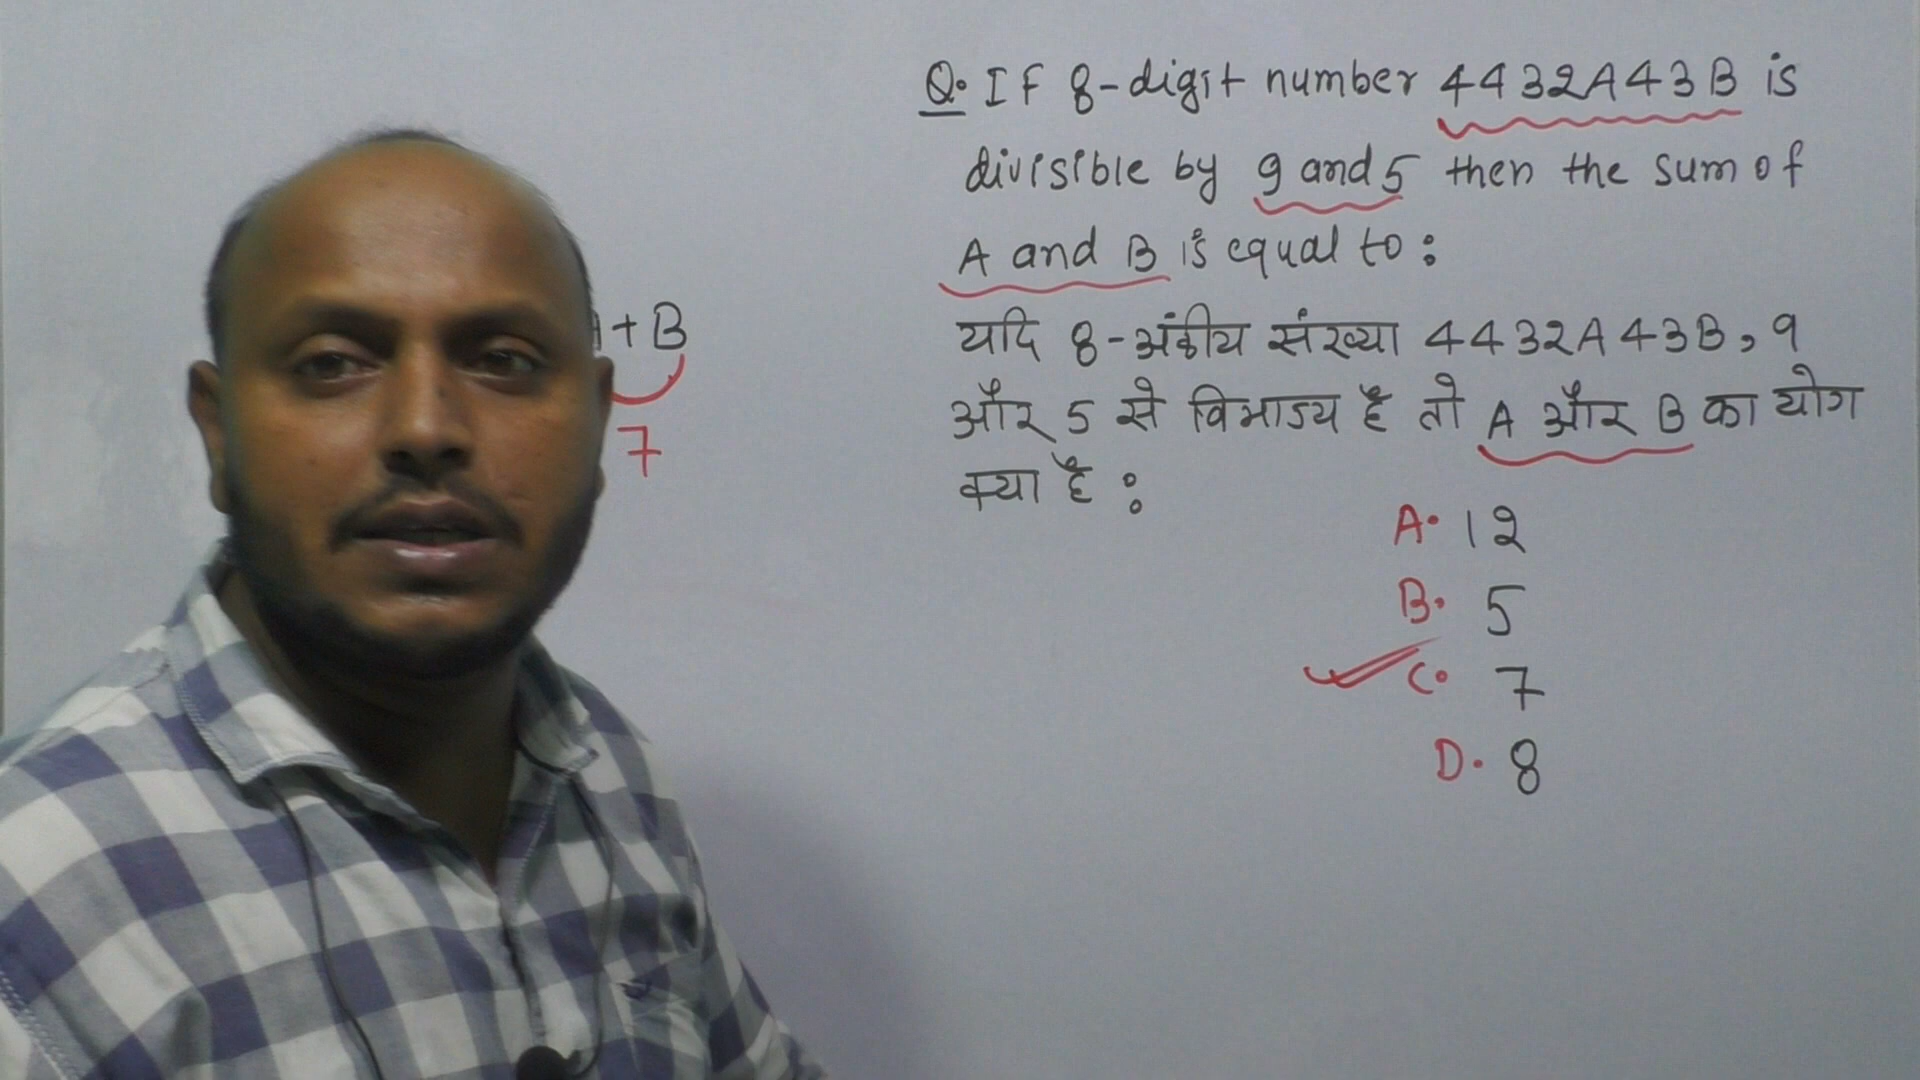 + B
7
Q. IF 8-digit number 4432A43B is
divisible by 9 and 5 then the sum of
A and B is equal to :
यदि 8-अंकीय संख्या 4432A43B, 9
और 5 से विभाज्य है तो A और B का योग
क्या है :
A. 12
B. 5
C. 7
D. 8